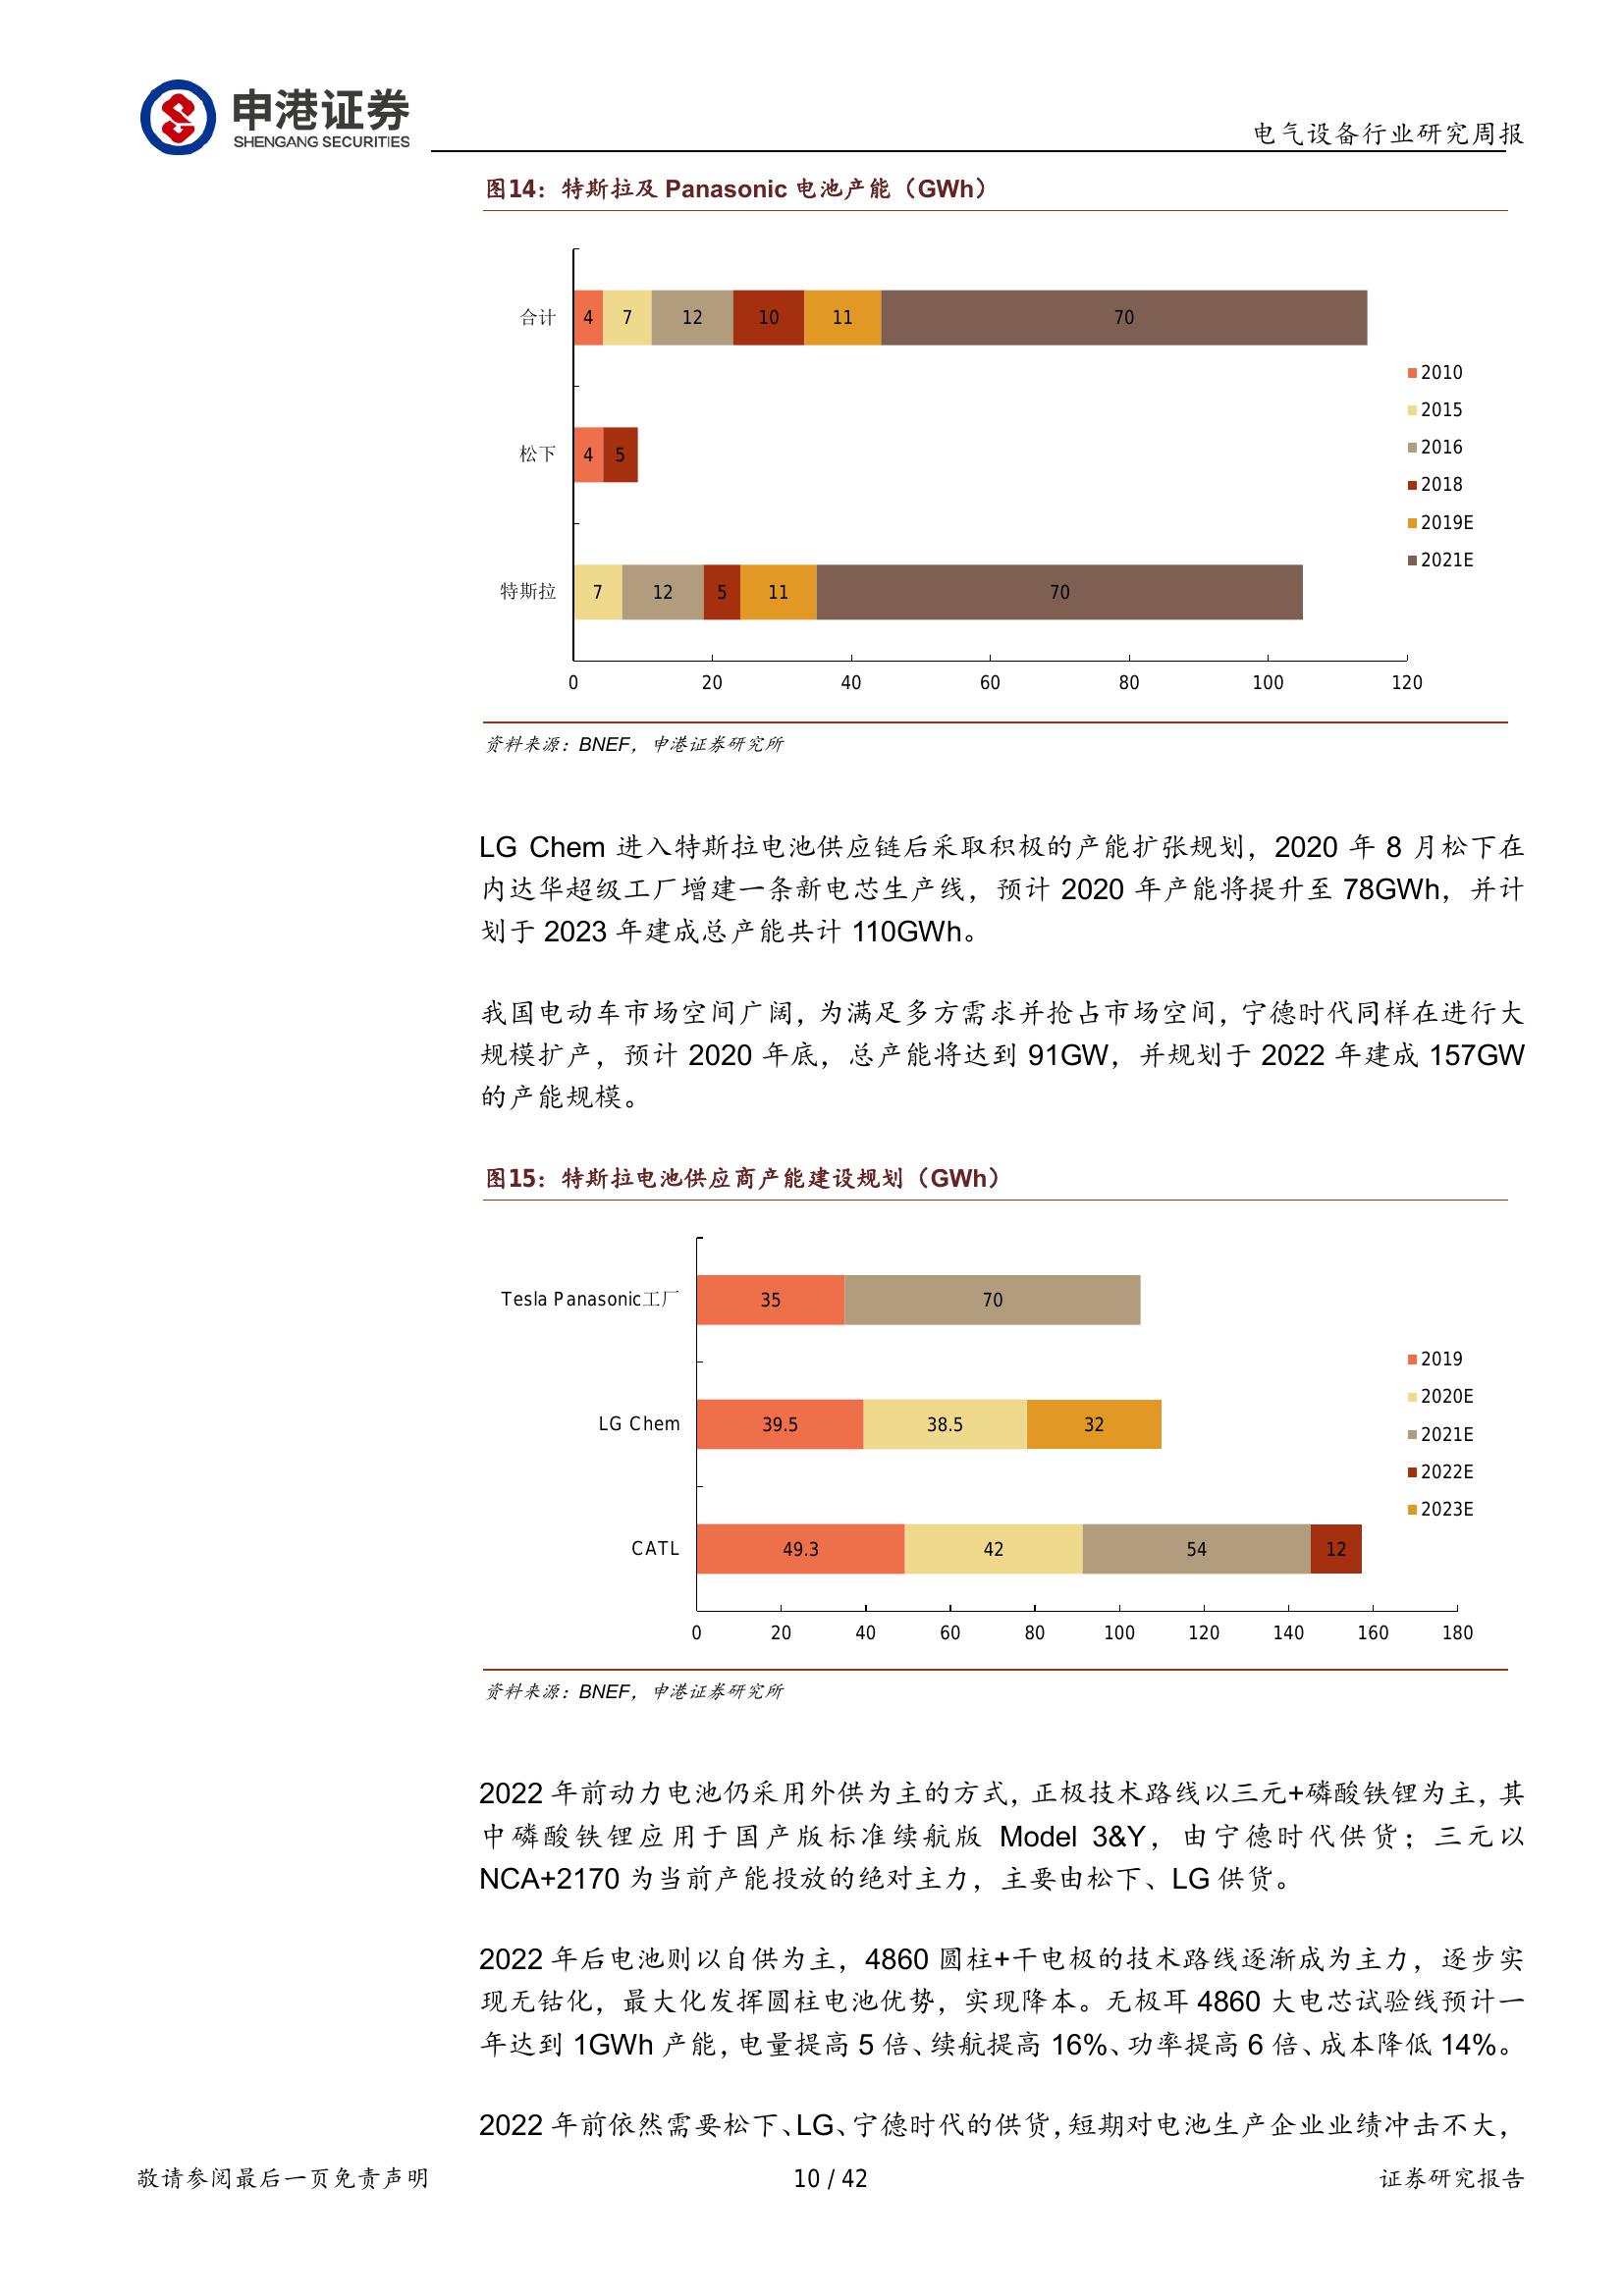 申港证券
SHENGANG SECURITIES
电气设备行业研究周报
图14：特斯拉及 Panasonic 电池产能（GWh）
合计 4 7 12 10 11 70
松下 4 5
特斯拉 7 12 5 11 70
0 20 40 60 80 100 120
2010
2015
2016
2018
2019E
2021E
资料来源：BNEF，申港证券研究所
LG Chem 进入特斯拉电池供应链后采取积极的产能扩张规划，2020 年 8 月松下在
内达华超级工厂增建一条新电芯生产线，预计 2020 年产能将提升至 78GWh，并计
划于 2023 年建成总产能共计 110GWh。
我国电动车市场空间广阔，为满足多方需求并抢占市场空间，宁德时代同样在进行大
规模扩产，预计 2020 年底，总产能将达到 91GW，并规划于 2022 年建成 157GW
的产能规模。
图15：特斯拉电池供应商产能建设规划（GWh）
Tesla Panasonic工厂 35 70
LG Chem 39.5 38.5 32
CATL 49.3 42 54 12
0 20 40 60 80 100 120 140 160 180
2019
2020E
2021E
2022E
2023E
资料来源：BNEF，申港证券研究所
2022 年前动力电池仍采用外供为主的方式，正极技术路线以三元+磷酸铁锂为主，其
中磷酸铁锂应用于国产版标准续航版 Model 3&Y，由宁德时代供货；三元以
NCA+2170 为当前产能投放的绝对主力，主要由松下、LG 供货。
2022 年后电池则以自供为主，4860 圆柱+干电极的技术路线逐渐成为主力，逐步实
现无钴化，最大化发挥圆柱电池优势，实现降本。无极耳 4860 大电芯试验线预计一
年达到 1GWh 产能，电量提高 5 倍、续航提高 16%、功率提高 6 倍、成本降低 14%。
2022 年前依然需要松下、LG、宁德时代的供货，短期对电池生产企业业绩冲击不大，
敬请参阅最后一页免责声明
10 / 42
证券研究报告